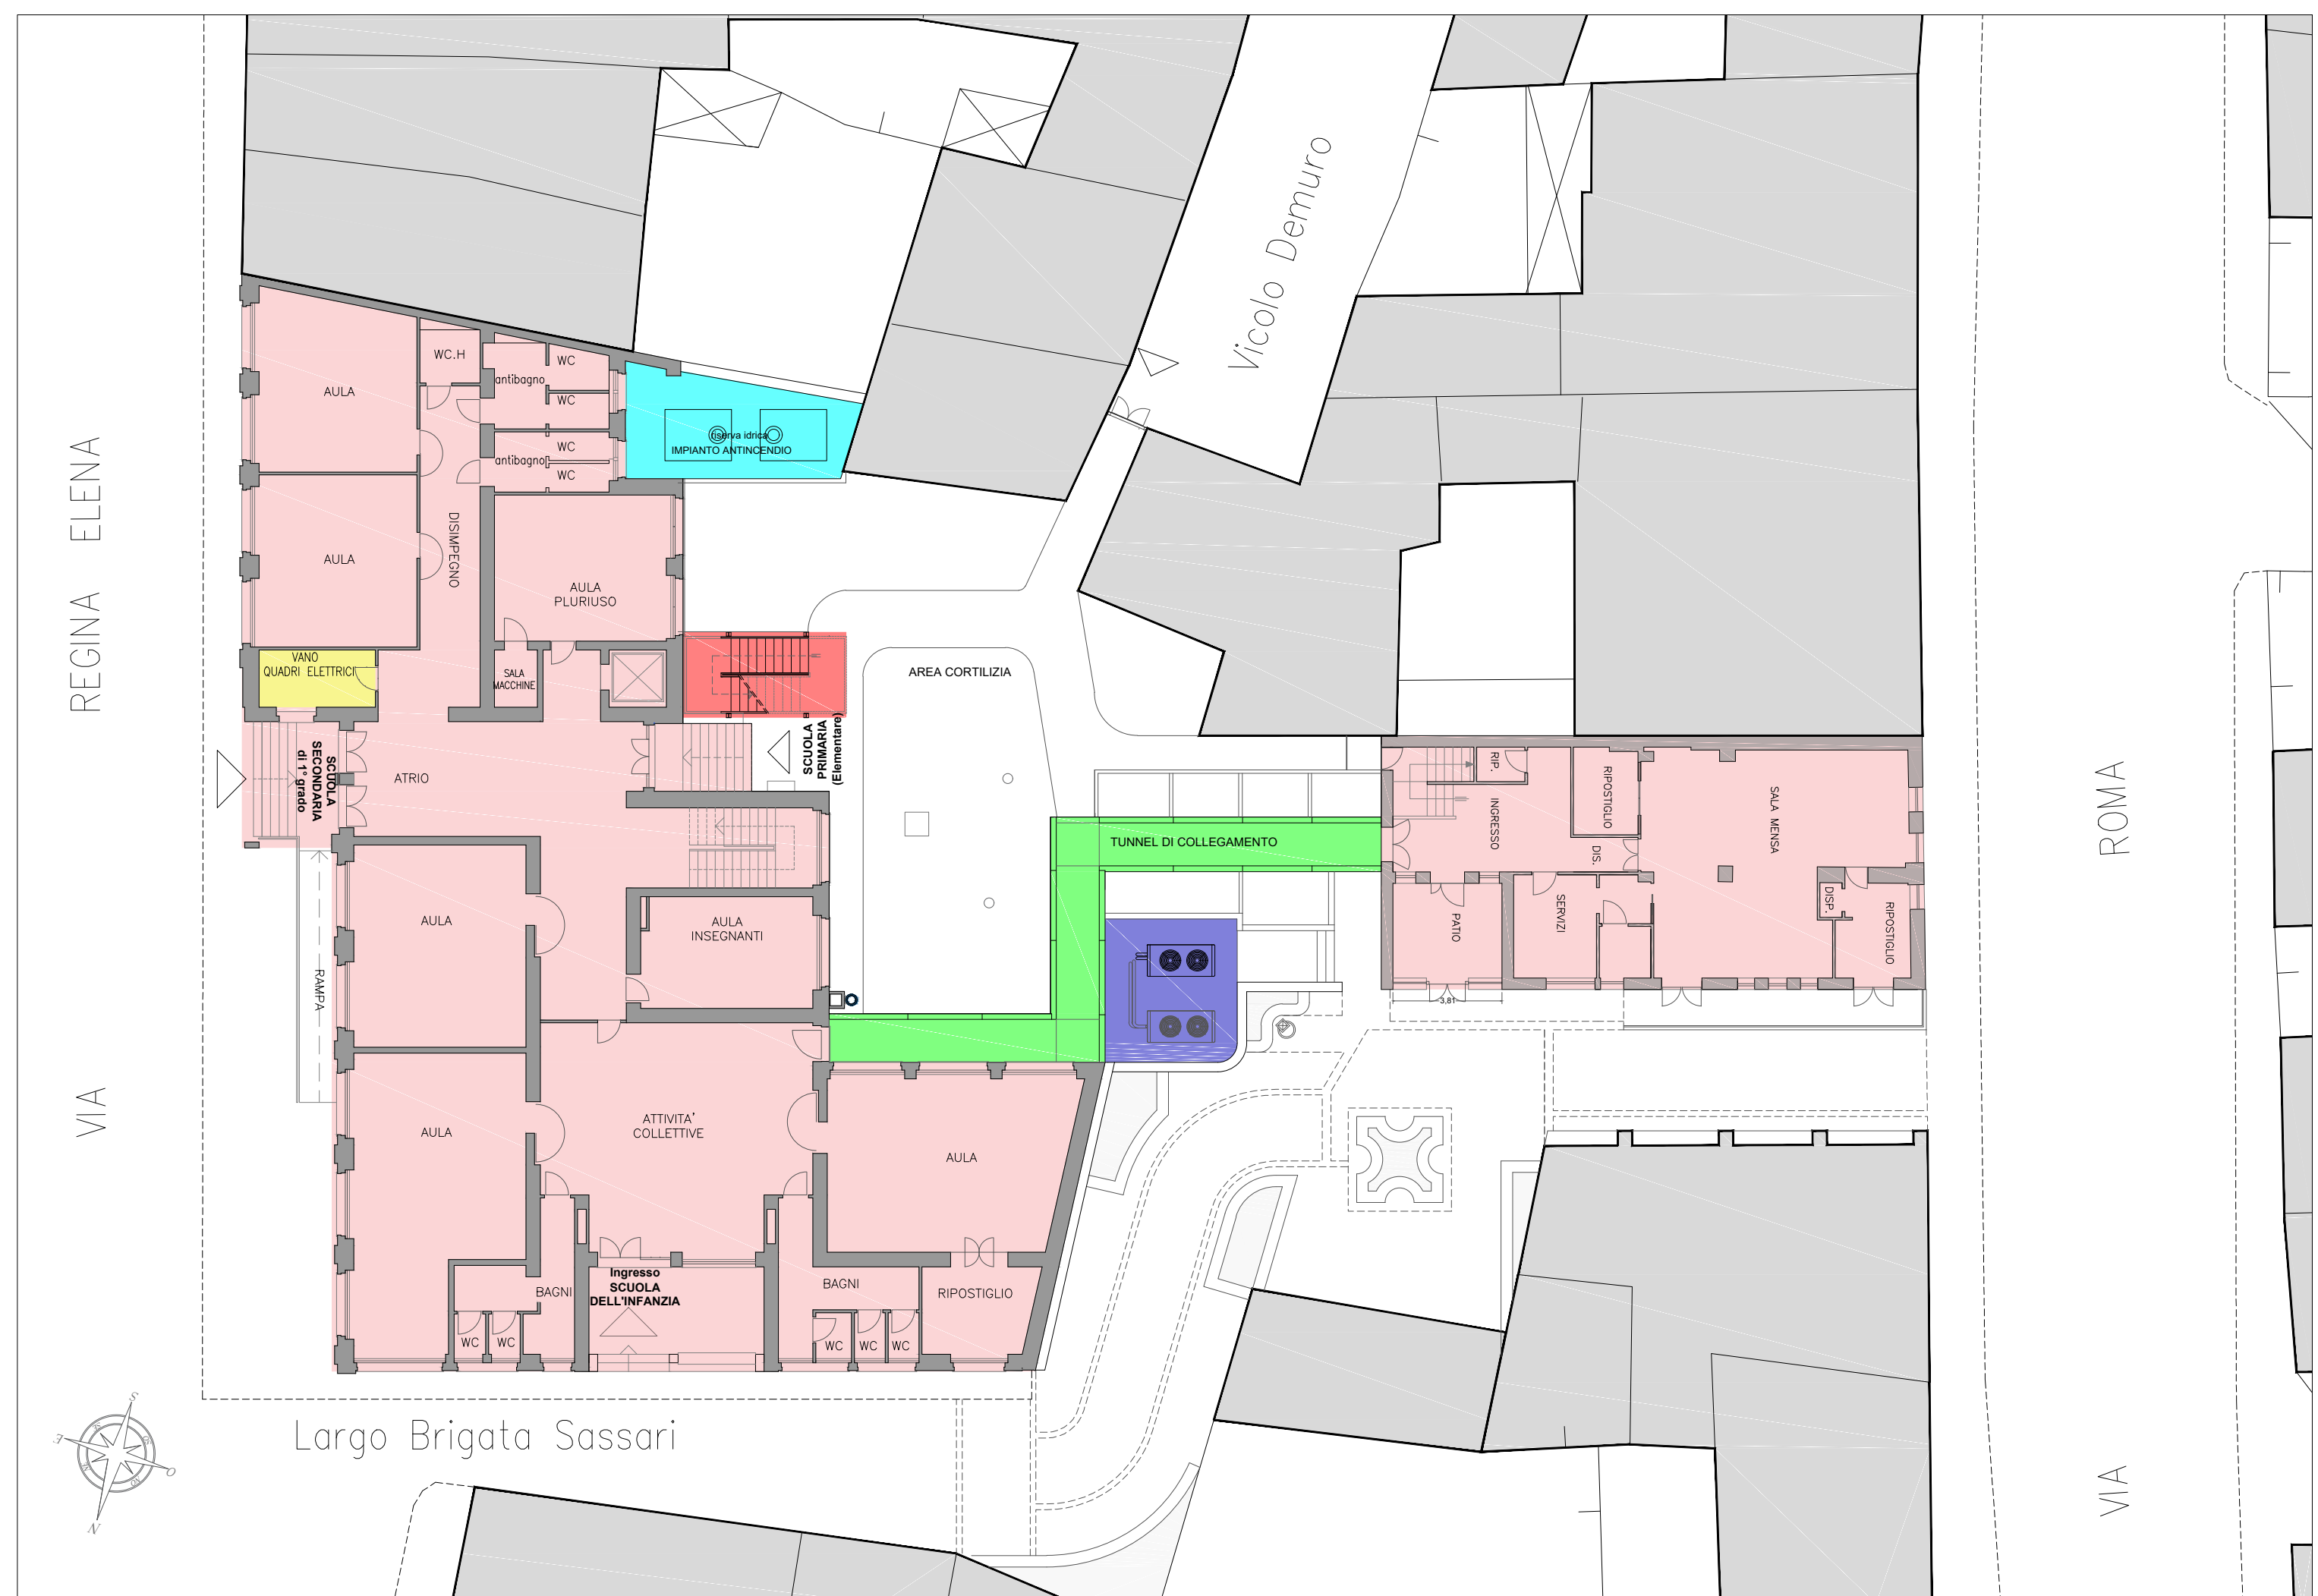 Vicolo Demuro
REGINA ELENA
VIA
WC.H
antibagno
WC
WC
AULA
riserva idrica
IMPIANTO ANTINCENDIO
antibagno
WC
WC
DISIMPEGNO
AULA
AULA
PLURIUSO
VANO
QUADRI ELETTRICI
SALA
MACCHINE
AREA CORTILIZIA
SCUOLA
PRIMARIA
(Elementare)
SCUOLA
SECONDARIA
di 1° grado
ATRIO
RIP.
RIPOSTIGLIO
INGRESSO
SALA MENSA
ROMA
TUNNEL DI COLLEGAMENTO
DIS.
AULA
AULA
INSEGNANTI
PATIO
SERVIZI
DISP.
RIPOSTIGLIO
RAMPA
3,81
AULA
ATTIVITA'
COLLETTIVE
AULA
Ingresso
SCUOLA
DELL'INFANZIA
BAGNI
BAGNI
RIPOSTIGLIO
WC
WC
WC
WC
WC
Largo Brigata Sassari
VIA
S
E
O
N